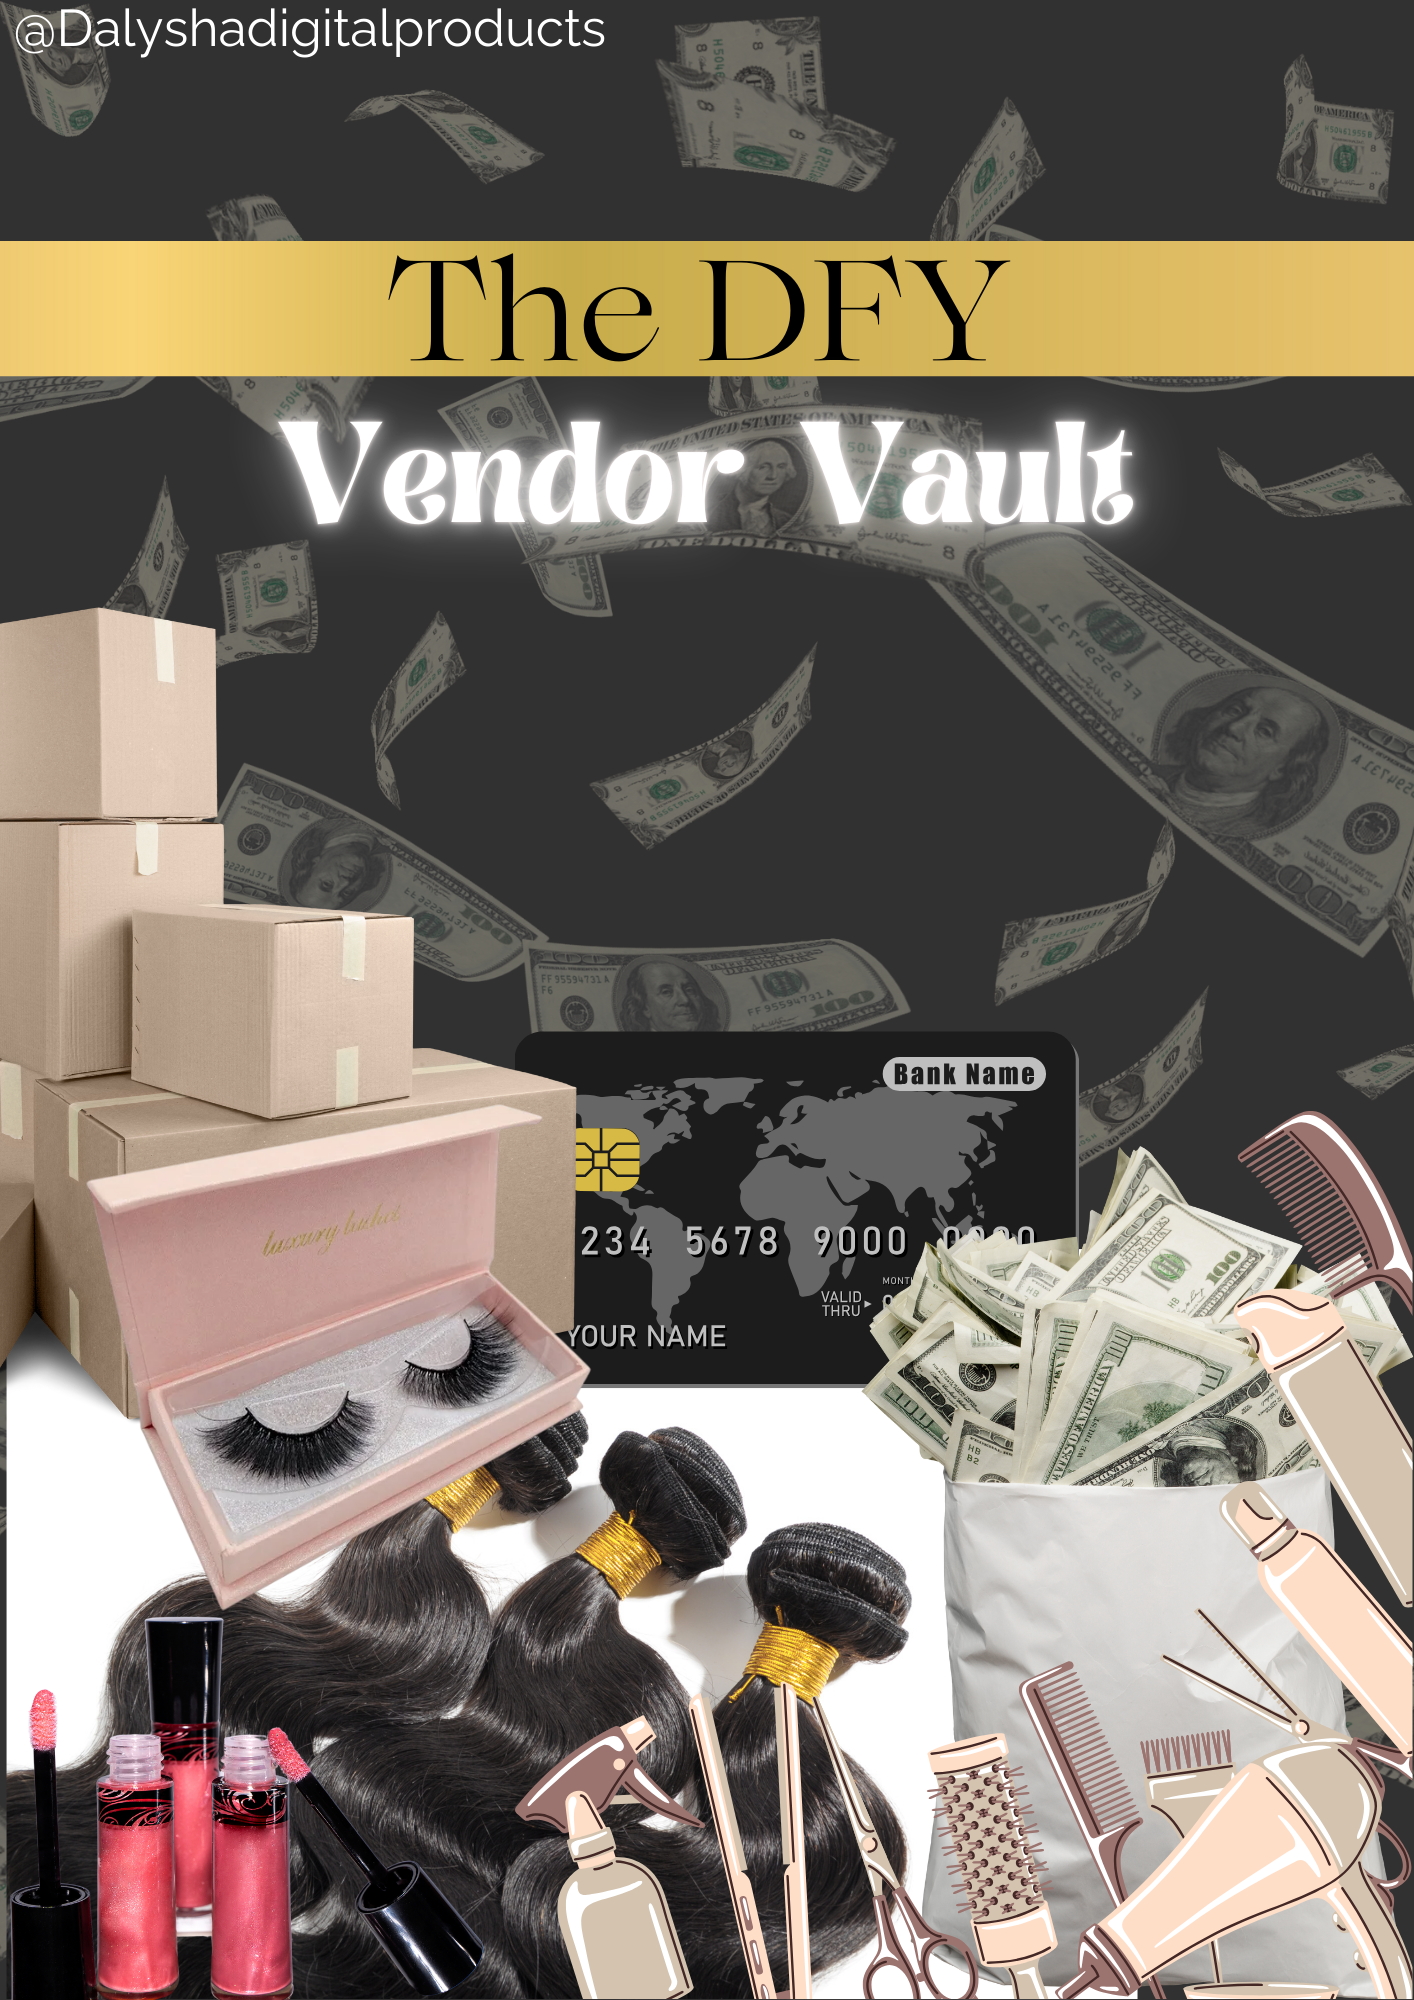 @Dalyshadigitalproducts
The DFY
Vendor Vault
Bank Name
234 5678 9000
VALID
THRU
YOUR NAME
luxury lashes